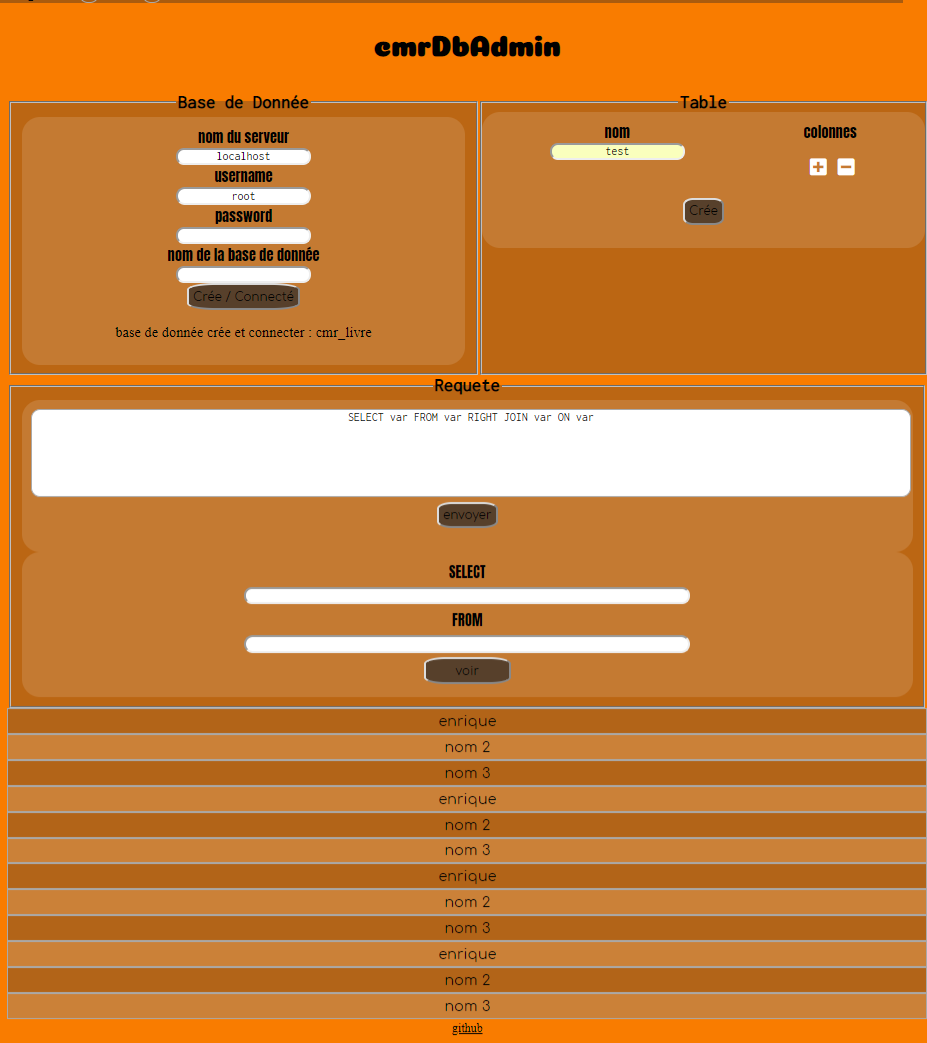 cmrDbAdmin
Base de Donnée
nom du serveur
localhost
username
root
password
nom de la base de donnée
Crée / Connecté
base de donnée crée et connecter : cmr_livre
Table
nom
test
colonnes
Crée
Requete
SELECT var FROM var RIGHT JOIN var ON var
envoyer
SELECT
FROM
voir
enrique
nom 2
nom 3
enrique
nom 2
nom 3
enrique
nom 2
nom 3
enrique
nom 2
nom 3
github